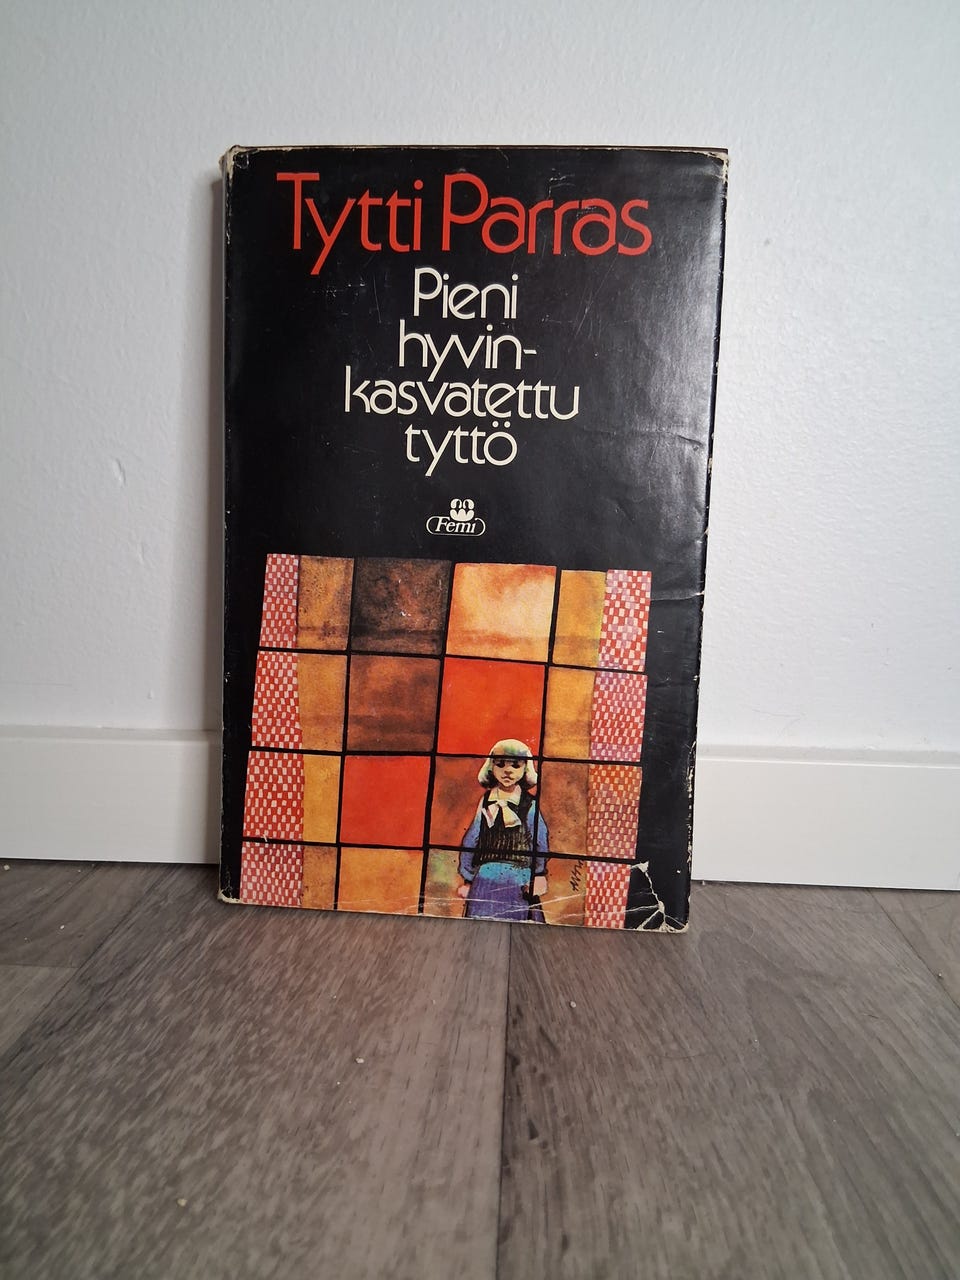 Tytti Parras
Pieni
hyvin-
kasvatettu
tyttö
Femi